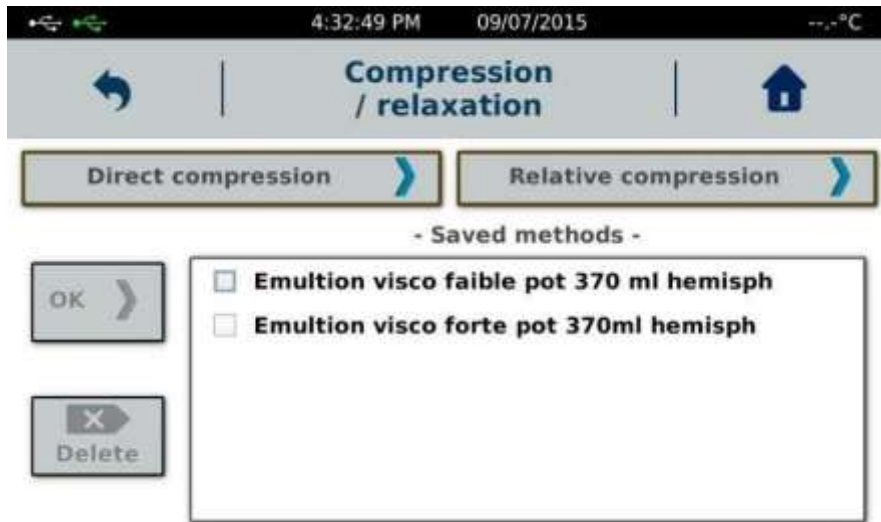 4:32:49 PM 09/07/2015 --.-°C
Compression
/ relaxation
Direct compression
Relative compression
- Saved methods -
OK
Emultion visco faible pot 370 ml hemisph
Emultion visco forte pot 370ml hemisph
Delete